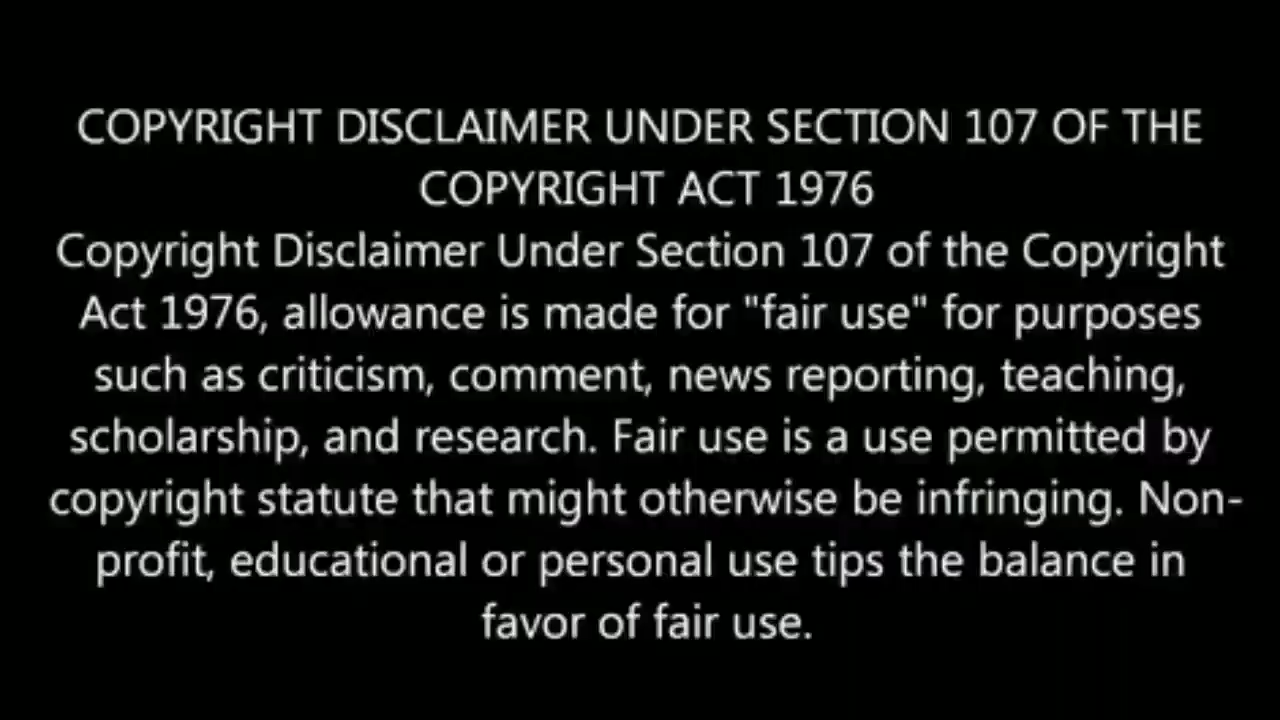 COPYRIGHT DISCLAIMER UNDER SECTION 107 OF THE
COPYRIGHT ACT 1976
Copyright Disclaimer Under Section 107 of the Copyright
Act 1976, allowance is made for "fair use" for purposes
such as criticism, comment, news reporting, teaching,
scholarship, and research. Fair use is a use permitted by
copyright statute that might otherwise be infringing. Non-
profit, educational or personal use tips the balance in
favor of fair use.